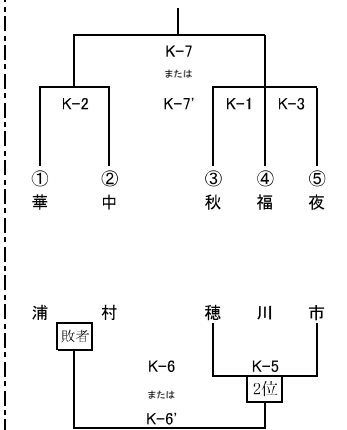 K-7
または
K-2 K-7' K-1 K-3
① ② ③ ④ ⑤
華 中 秋 福 夜
浦 村 穂 川 市
敗者
K-6 K-5
または 2位
K-6'